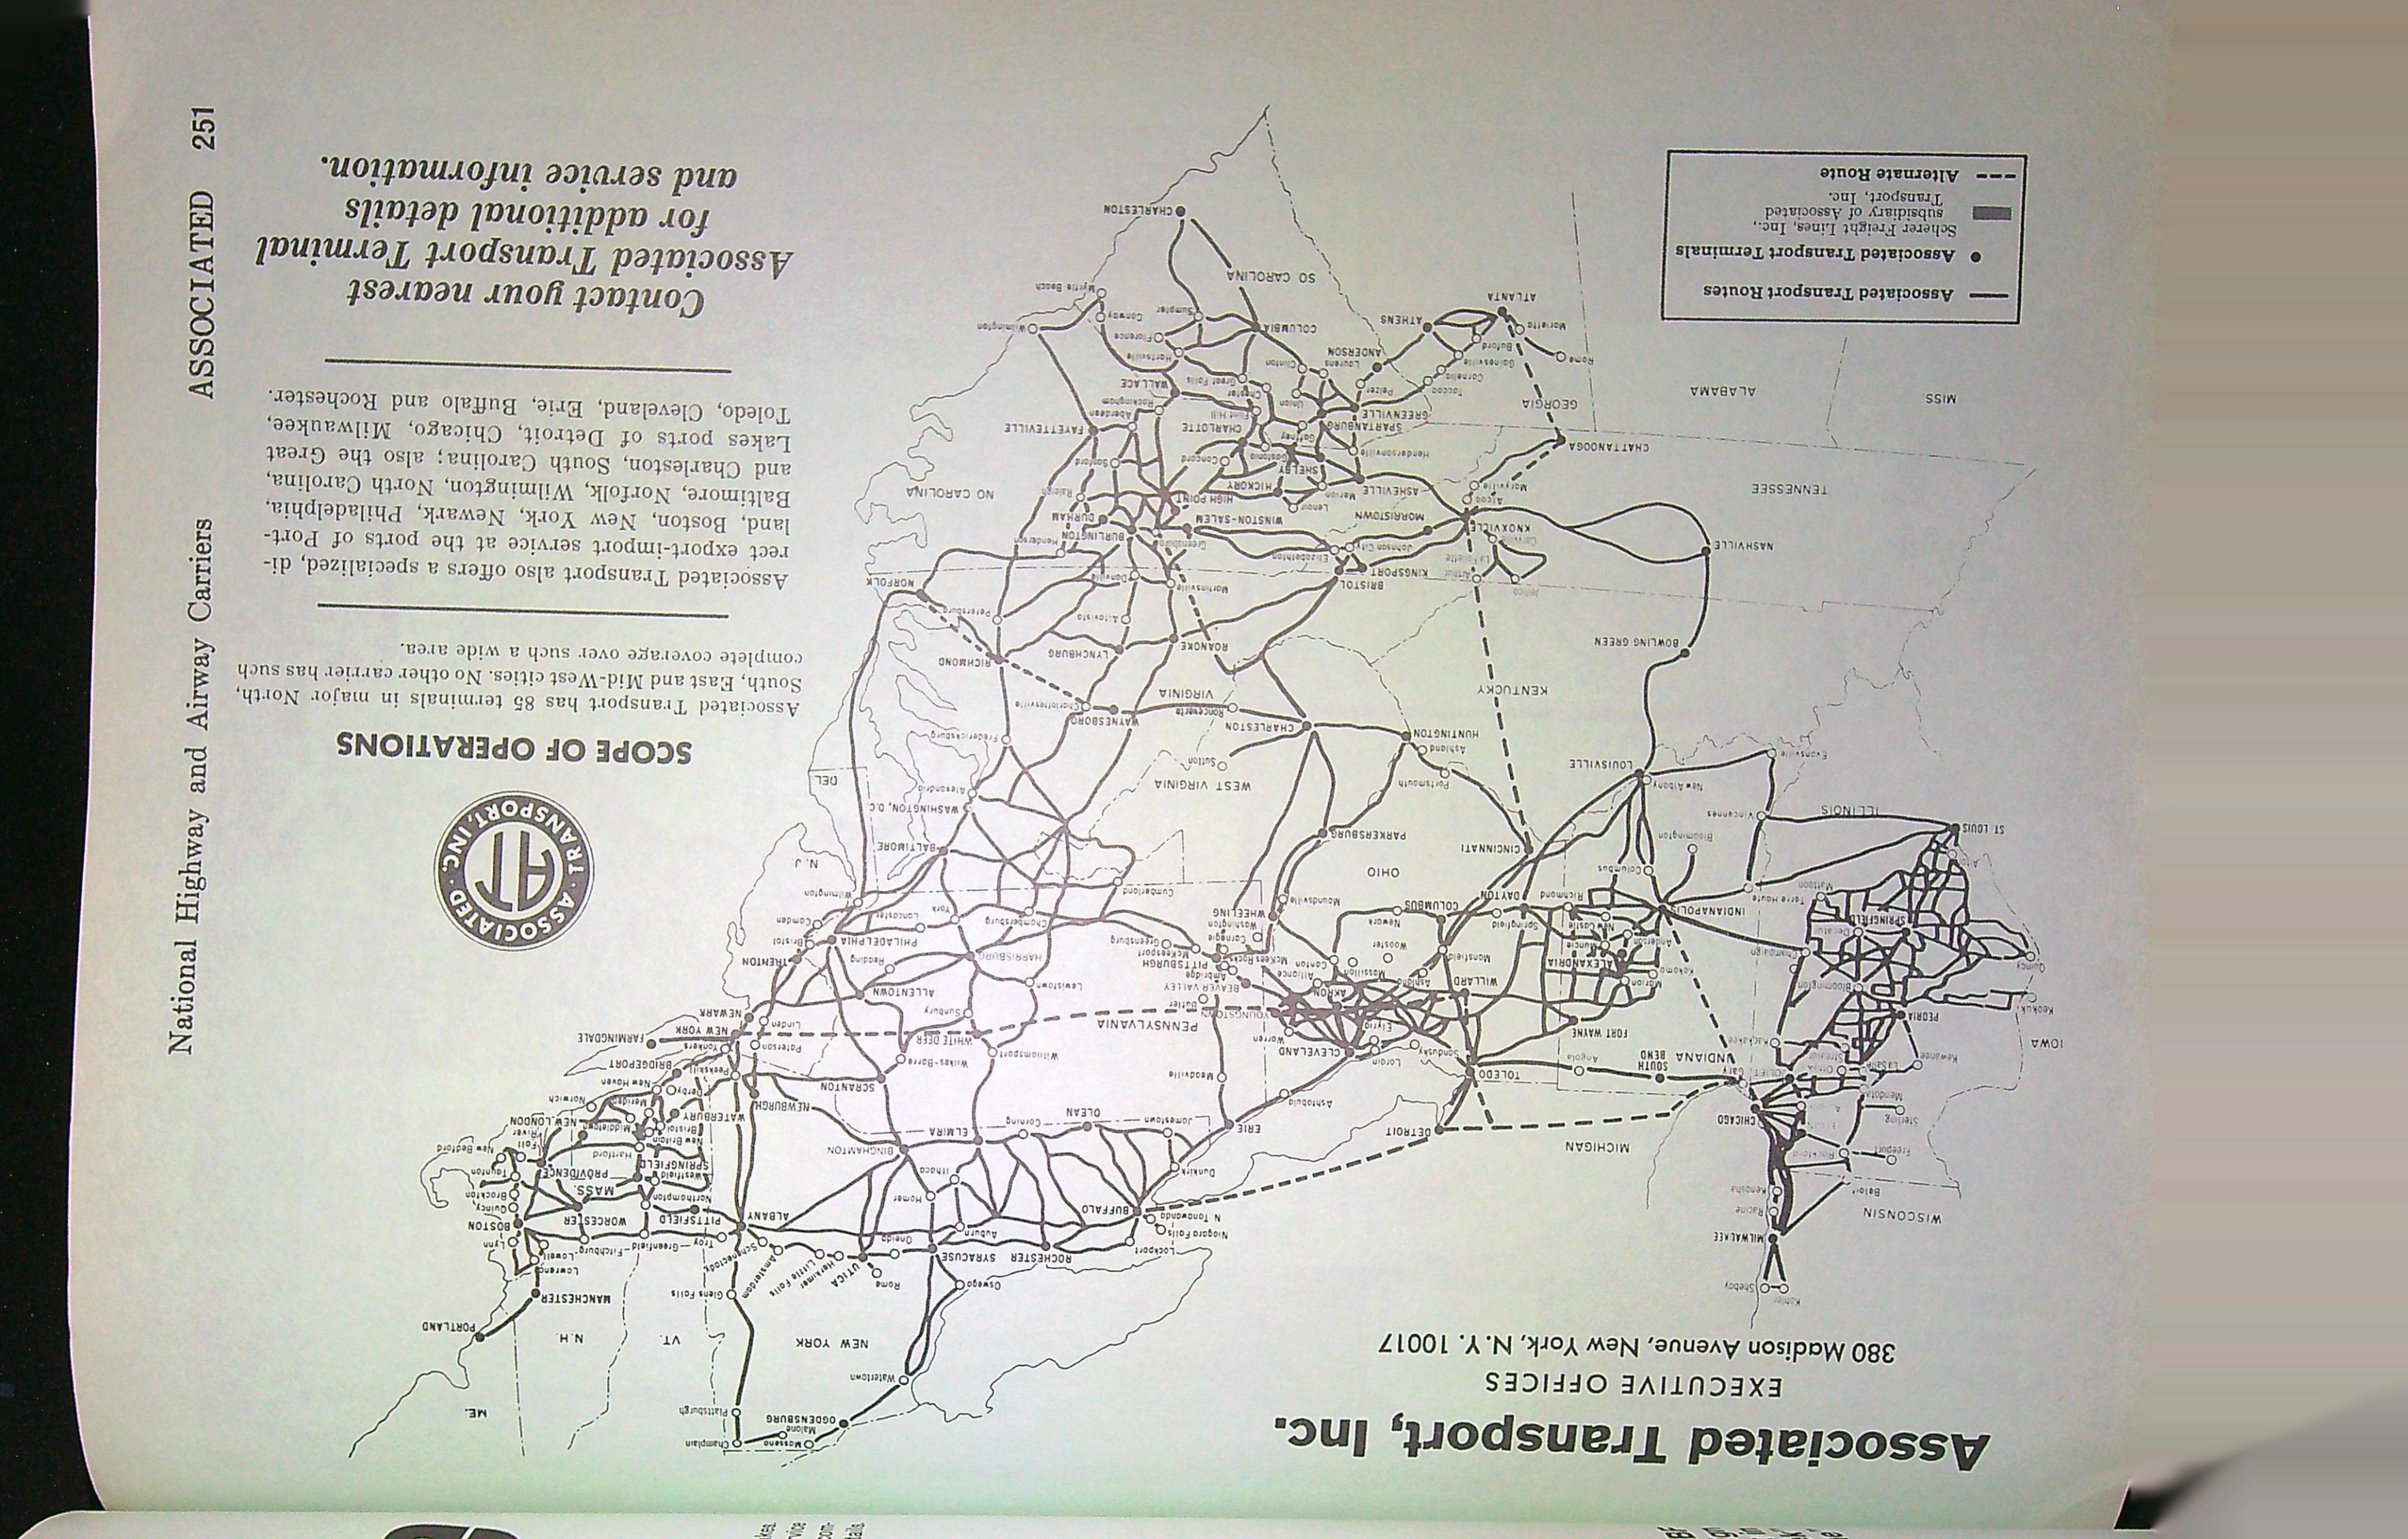 Associated Transport, Inc.
EXECUTIVE OFFICES
380 Madison Avenue, New York, N.Y. 10017
Massena
Champlain
Malone
OGDENSBURG
Plattsburgh
ME.
Watertown
NEW YORK
VT.
N.H.
PORTLAND
MANCHESTER
Glens Falls
Oswego
Rome
UTICA
Herkimer
Little Falls
Amsterdam
Schenectady
Lowell
Lynn
Lockport
ROCHESTER
SYRACUSE
Oneida
Troy
Greenfield
Fitchburg
Niagara Falls
N Tonawanda
BUFFALO
Auburn
ALBANY
PITTSFIELD
WORCESTER
BOSTON
Homer
Northampton
MASS.
Quincy
Brockton
Dunkirk
Ithaca
Westfield
SPRINGFIELD
PROVIDENCE
Taunton
Hartford
Fall
River
New Bedford
BINGHAMTON
New Britain
Bristol
Middletown
NEW LONDON
ERIE
Jamestown
OLEAN
Corning
ELMIRA
NEWBURGH
WATERBURY
Meriden
Norwich
Derby
New Haven
Ashtabula
Meadville
SCRANTON
Peekskill
BRIDGEPORT
Wilkes-Barre
Williamsport
WHITE DEER
Paterson
Yonkers
FARMINGDALE
NEW YORK
Linden
NEWARK
Kohler
Sheboy
MILWAUKEE
WISCONSIN
Racine
Beloit
Kenosha
Freeport
Rockford
MICHIGAN
DETROIT
Sterling
CHICAGO
Mendota
JOLIET
Gary
LaSalle
Ottawa
Streator
Kewanee
Kackakee
INDIANA
SOUTH
BEND
Angola
TOLEDO
Sandusky
Lorain
CLEVELAND
Elyria
Warren
IOWA
FORT WAYNE
PEORIA
Keokuk
Bloomington
YOUNGSTOWN
PENNSYLVANIA
Butler
Sunbury
WILLARD
Ashland
AKRON
BEAVER VALLEY
Ambridge
Lewistown
ALLENTOWN
Marion
Kokomo
ALEXANDRIA
Mansfield
Massillon
Alliance
Canton
McKees Rocks
PITTSBURGH
McKeesport
HARRISBURG
Reading
TRENTON
Quincy
Champaign
Anderson
Muncie
Wooster
Carnegie
Greensburg
PHILADELPHIA
Bristol
Decatur
New Castle
Springfield
Newark
Washington
Chambersburg
Lancaster
Camden
SPRINGFIELD
INDIANAPOLIS
COLUMBUS
WHEELING
York
Terre Haute
Mattoon
Richmond
DAYTON
Moundsville
Cumberland
Wilmington
Columbus
OHIO
N. J.
Alton
Bloomington
CINCINNATI
PARKERSBURG
BALTIMORE
ST. LOUIS
ILLINOIS
Vincennes
WASHINGTON, D.C.
Alexandria
New Albany
LOUISVILLE
Portsmouth
WEST VIRGINIA
DEL.
Evansville
Ashland
Sutton
HUNTINGTON
CHARLESTON
Fredericksburg
Ronceverte
WAYNESBORO
Charlottesville
KENTUCKY
VIRGINIA
BOWLING GREEN
ROANOKE
LYNCHBURG
RICHMOND
Altavista
Petersburg
Jellico
Arthur
LaFollette
Caryville
KNOXVILLE
BRISTOL
KINGSPORT
Martinsville
Danville
NORFOLK
NASHVILLE
Johnson City
Elizabethton
Greensboro
BURLINGTON
Henderson
MORRISTOWN
WINSTON-SALEM
DURHAM
Alcoa
Maryville
Lenoir
HIGH POINT
TENNESSEE
ASHEVILLE
Marion
HICKORY
Raleigh
NO CAROLINA
SHELBY
CHATTANOOGA
Hendersonville
Gastonia
Concord
Sanford
Gaffney
SPARTANBURG
CHARLOTTE
FAYETTEVILLE
GREENVILLE
Flint Hill
Aberdeen
Rockingham
MISS.
ALABAMA
GEORGIA
Toccoa
Pelzer
Union
Chester
WALLACE
Cornelia
Great Falls
Rome
Gainesville
Laurens
Clinton
ANDERSON
Hartsville
Buford
Florence
Marietta
ATHENS
COLUMBIA
Sumpter
Conway
Wilmington
ATLANTA
Myrtle Beach
SO CAROLINA
CHARLESTON
Associated Transport Routes
Associated Transport Terminals
Scherer Freight Lines, Inc.,
subsidiary of Associated
Transport, Inc.
Alternate Route
ASSOCIATED
AT
TRANSPORT, INC.
SCOPE OF OPERATIONS
Associated Transport has 85 terminals in major North,
South, East and Mid-West cities. No other carrier has such
complete coverage over such a wide area.
Associated Transport also offers a specialized, di-
rect export-import service at the ports of Port-
land, Boston, New York, Newark, Philadelphia,
Baltimore, Norfolk, Wilmington, North Carolina,
and Charleston, South Carolina; also the Great
Lakes ports of Detroit, Chicago, Milwaukee,
Toledo, Cleveland, Erie, Buffalo and Rochester.
Contact your nearest
Associated Transport Terminal
for additional details
and service information.
National Highway and Airway Carriers
ASSOCIATED
251